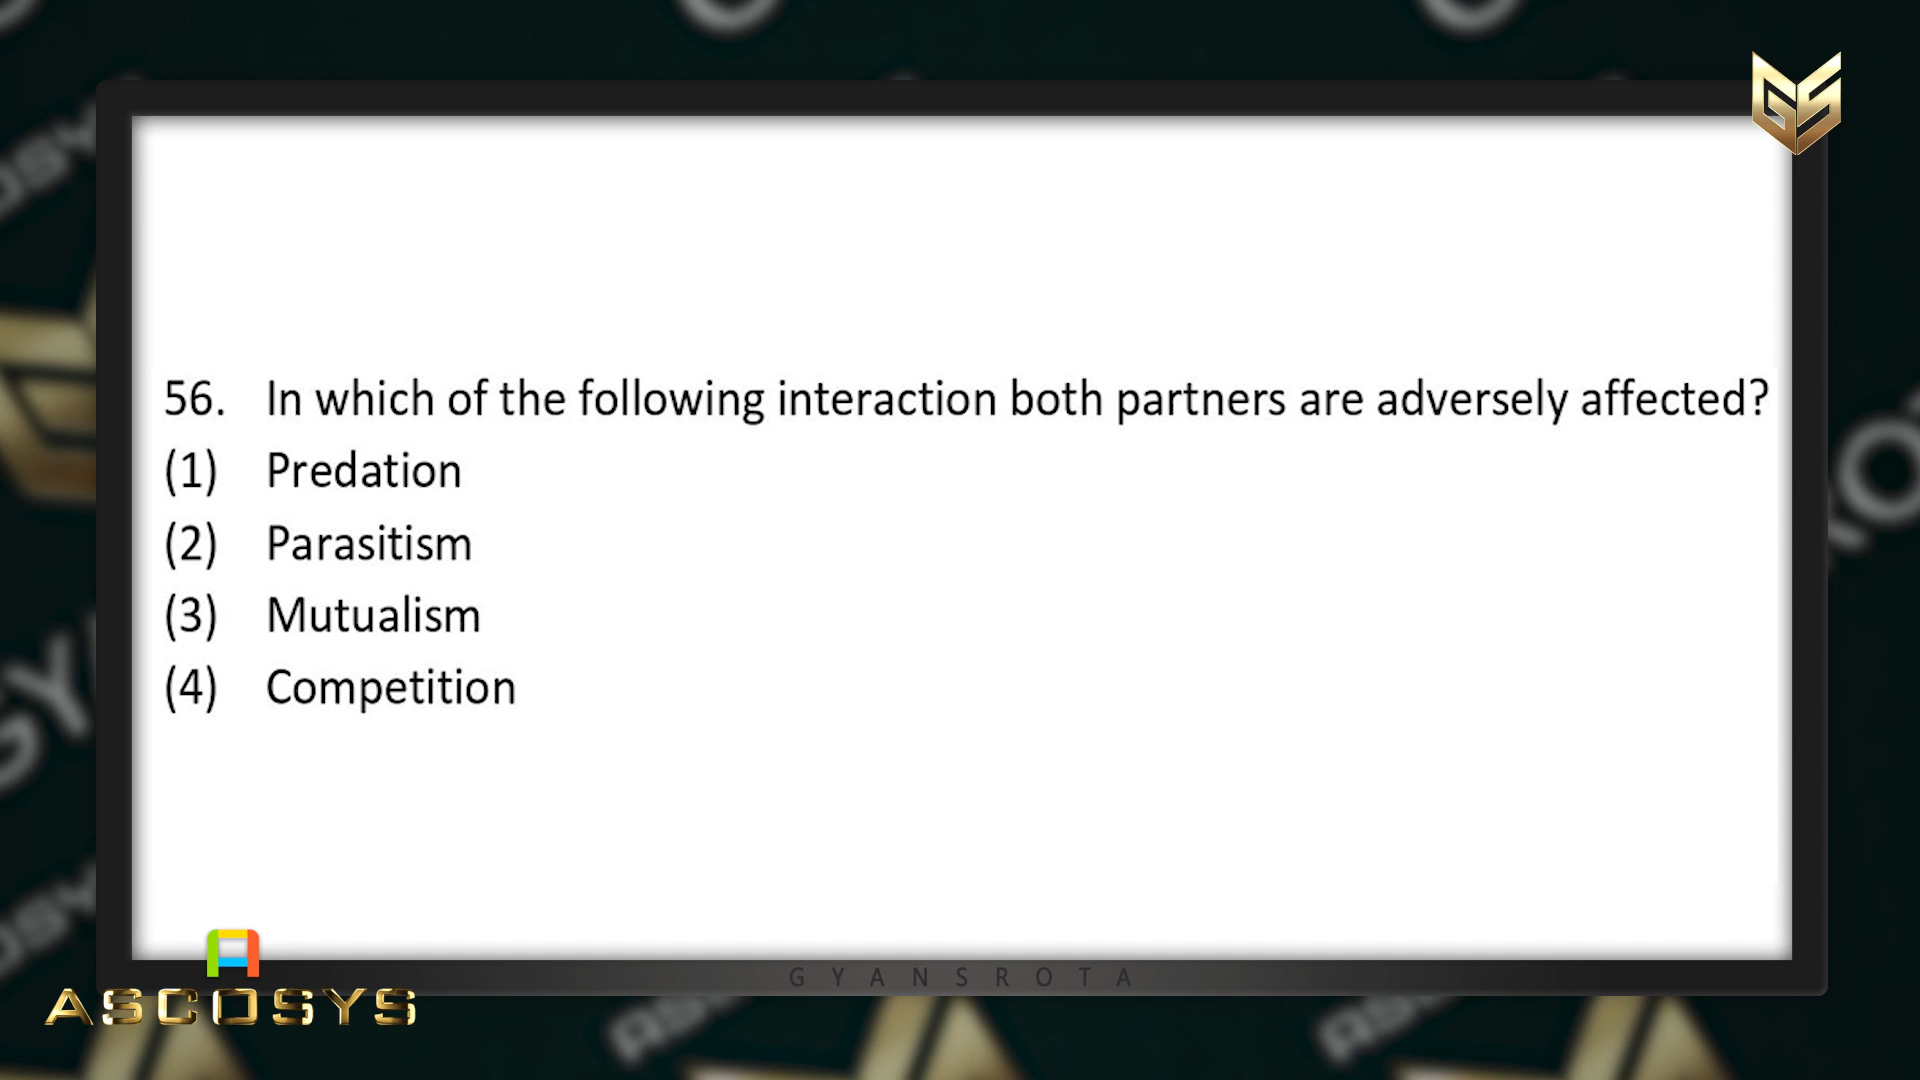 56. In which of the following interaction both partners are adversely affected?
(1) Predation
(2) Parasitism
(3) Mutualism
(4) Competition
GYANSROTA
ASCOSYS